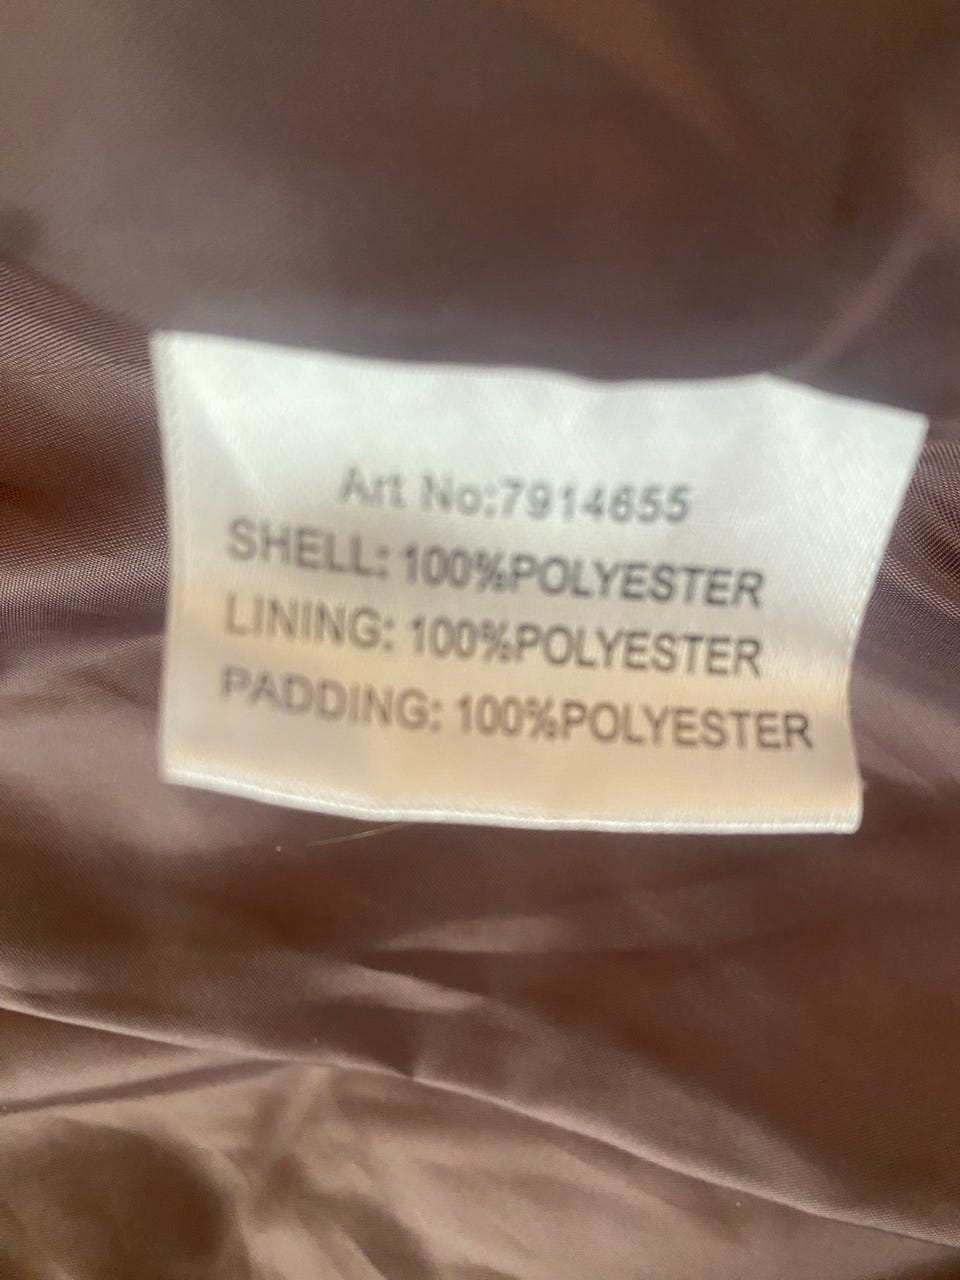 Art No:7914655
SHELL: 100%POLYESTER
LINING: 100%POLYESTER
PADDING: 100%POLYESTER